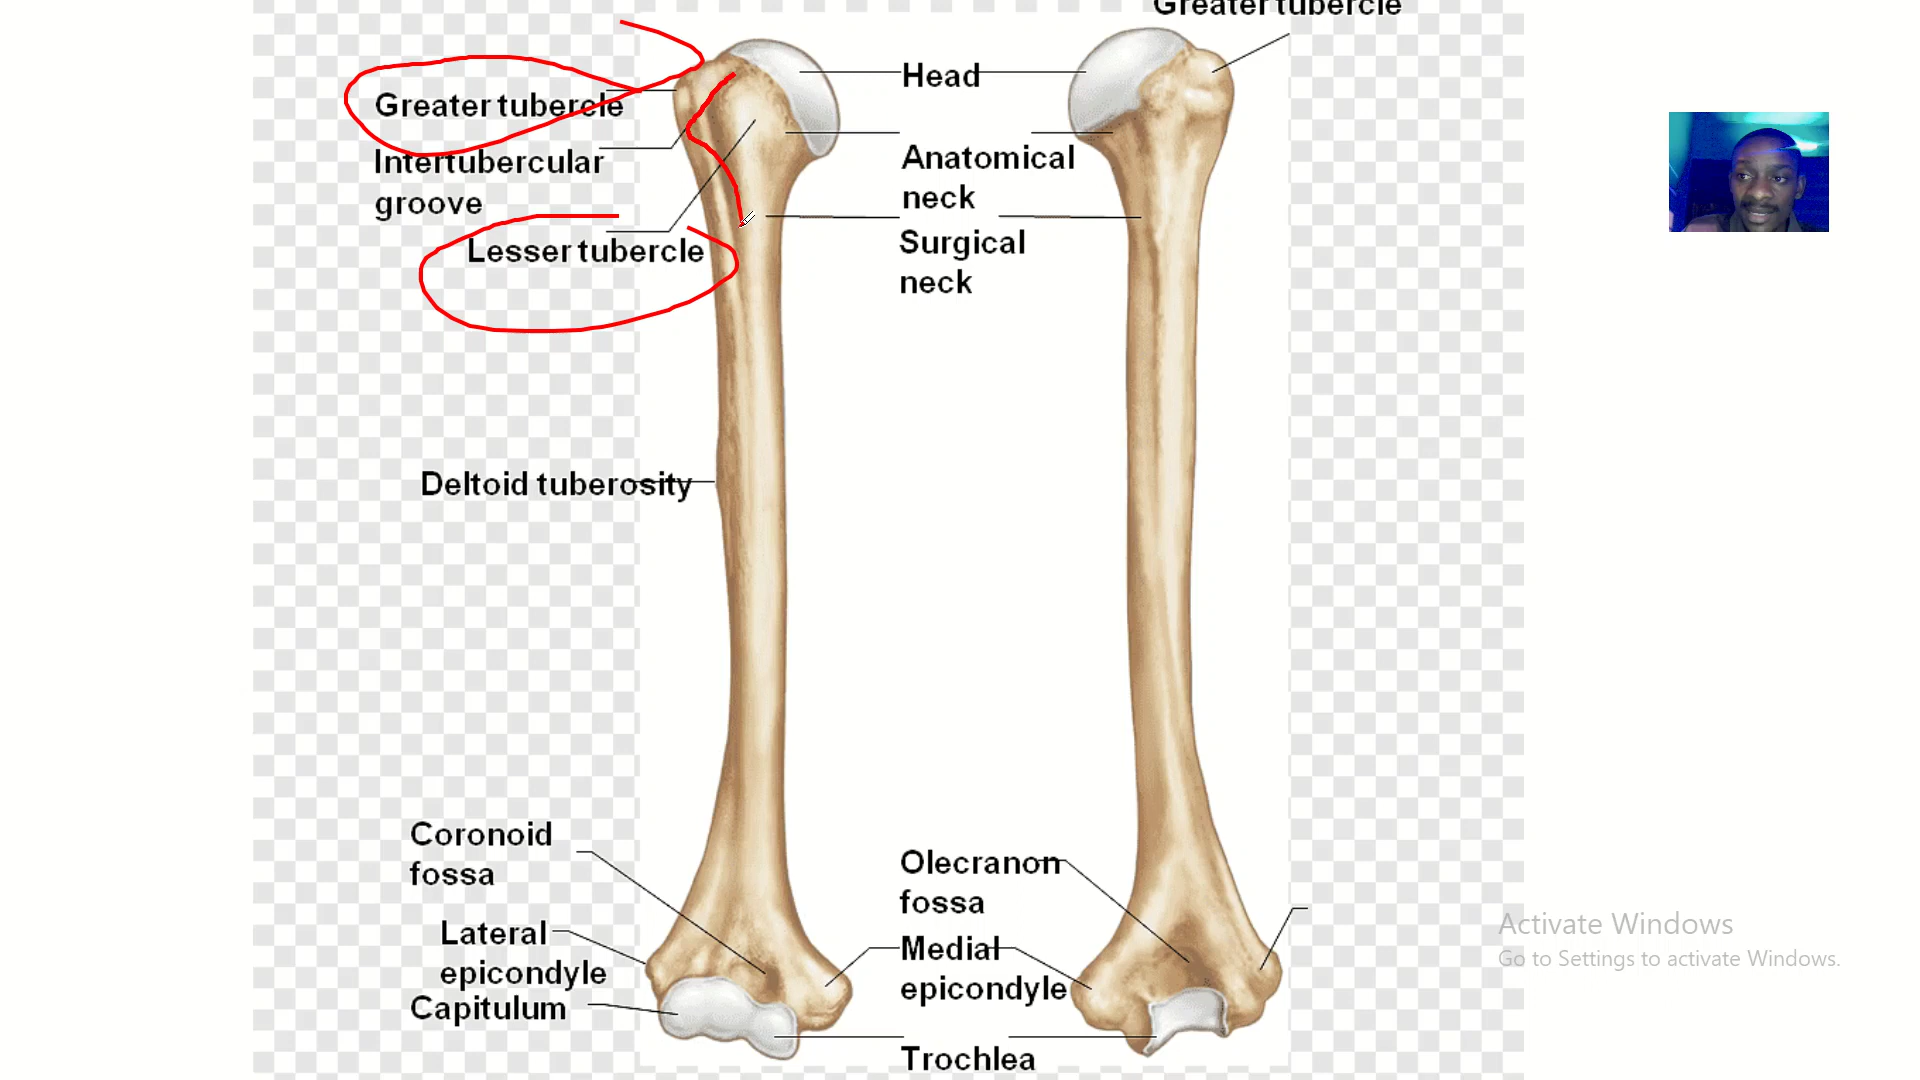 Greater tubercle
Head
Greater tubercle
Intertubercular
groove
Anatomical
neck
Lesser tubercle
Surgical
neck
Deltoid tuberosity
Coronoid
fossa
Olecranon
fossa
Lateral
epicondyle
Medial
epicondyle
Capitulum
Trochlea
Activate Windows
Go to Settings to activate Windows.